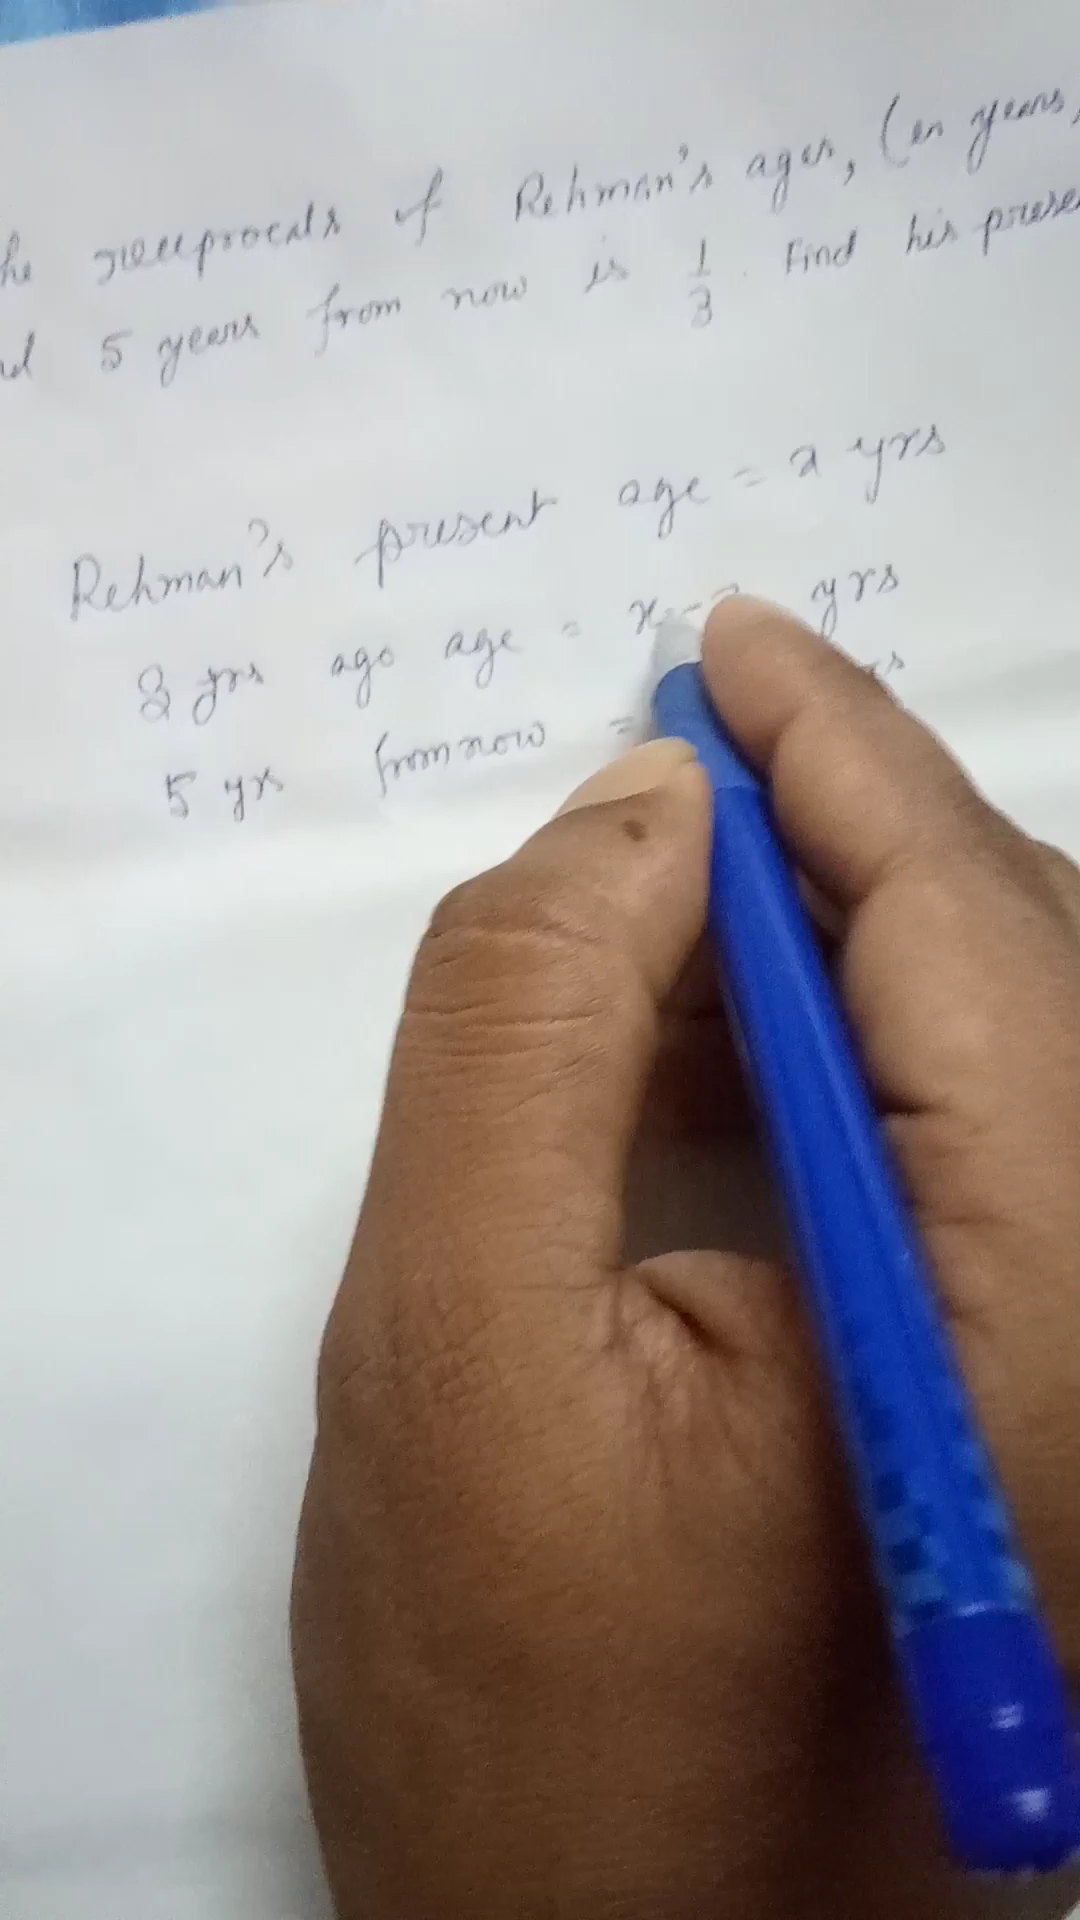 he reciprocals of Rehman's ages, (in years,
5 years from now is 1/3. Find his prese
Rehman's present age = x yrs
3 yrs ago age = x - yrs
5 yrs from now =